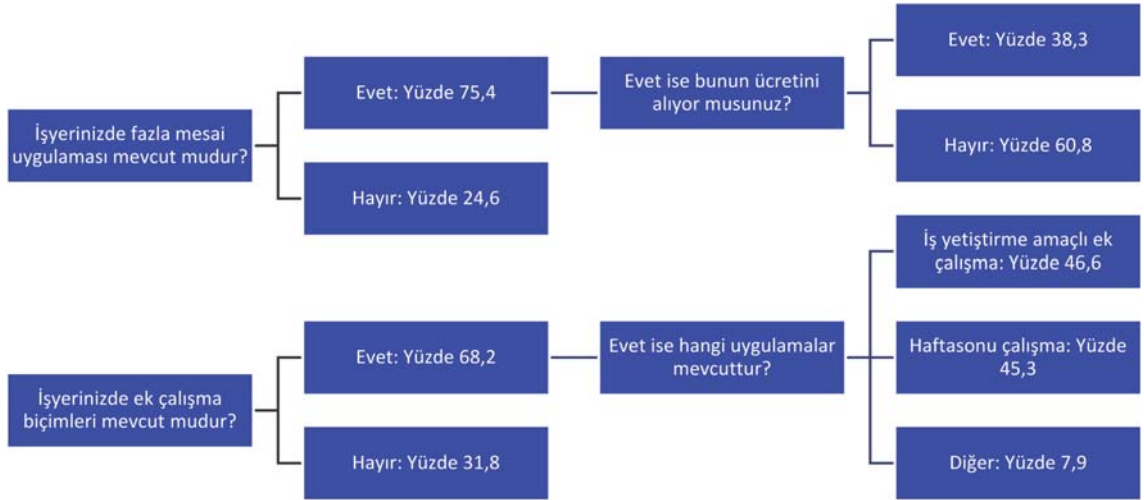 İşyerinizde fazla mesai
uygulaması mevcut mudur?
Evet: Yüzde 75,4
Hayır: Yüzde 24,6
Evet ise bunun ücretini
alıyor musunuz?
Evet: Yüzde 38,3
Hayır: Yüzde 60,8
İşyerinizde ek çalışma
biçimleri mevcut mudur?
Evet: Yüzde 68,2
Hayır: Yüzde 31,8
Evet ise hangi uygulamalar
mevcuttur?
İş yetiştirme amaçlı ek
çalışma: Yüzde 46,6
Haftasonu çalışma: Yüzde
45,3
Diğer: Yüzde 7,9